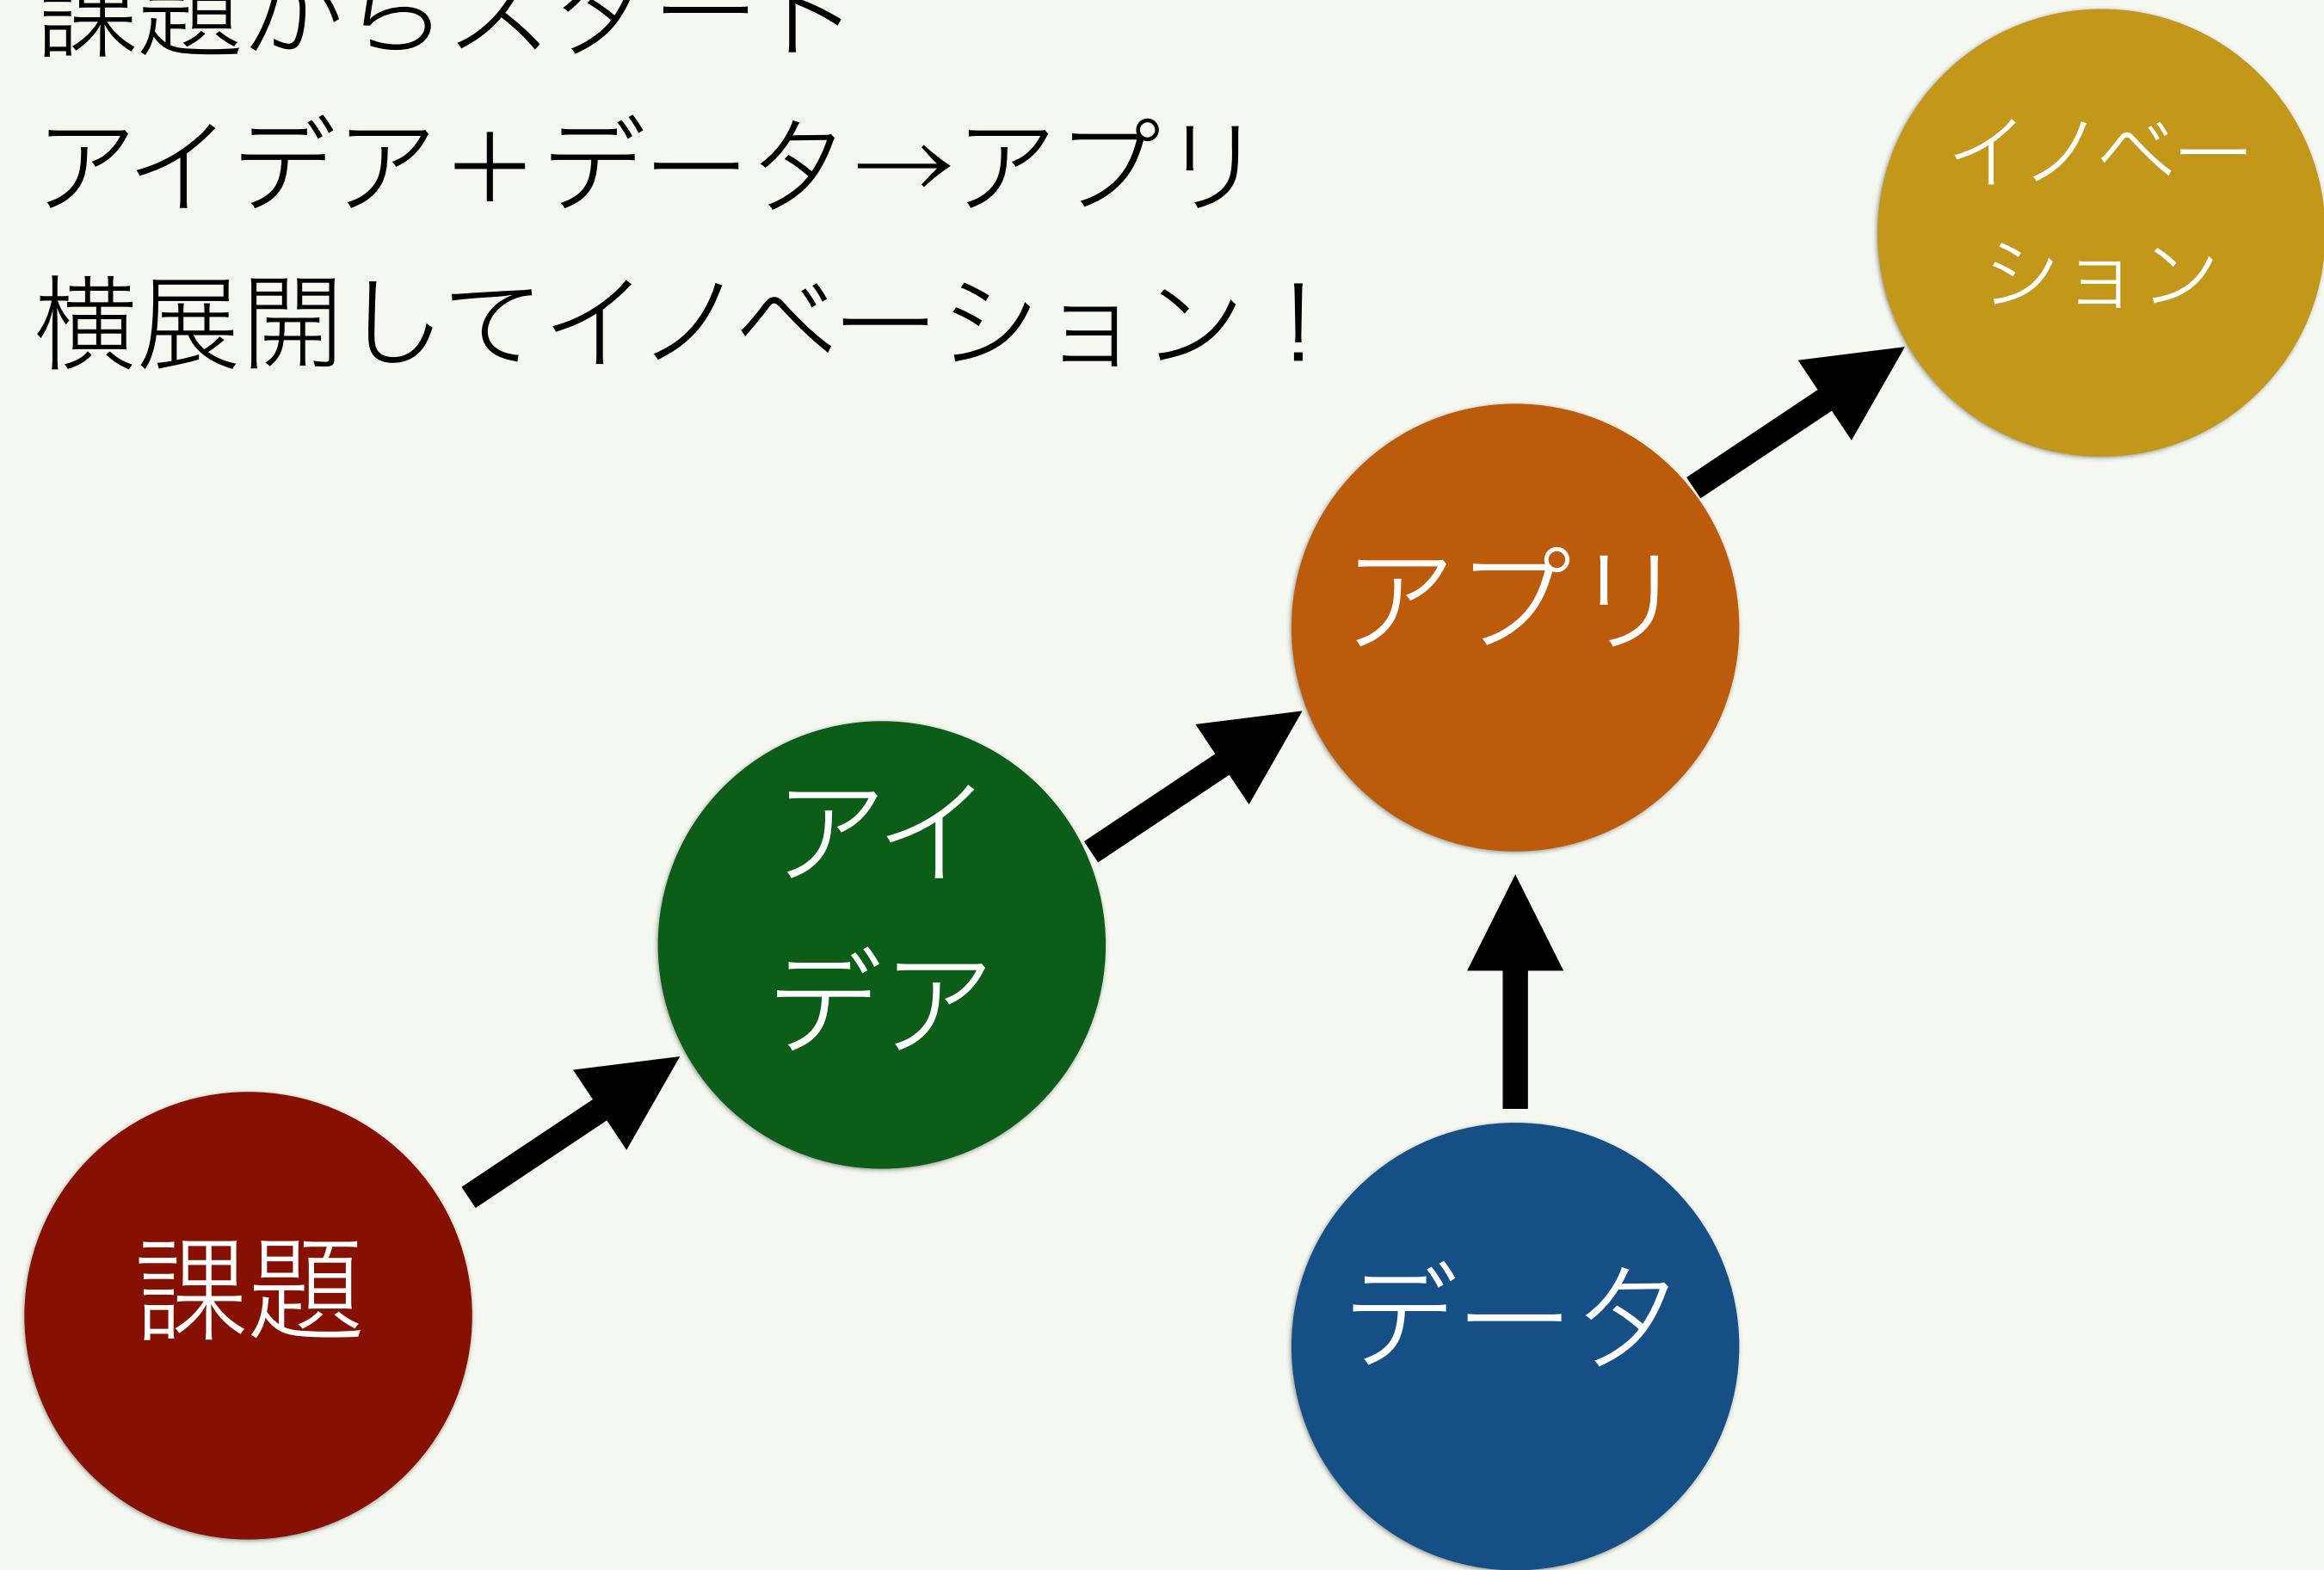 課題からスタート
アイデア＋データ→アプリ
横展開してイノベーション！
イノベー
ション
アプリ
アイ
デア
課題
データ